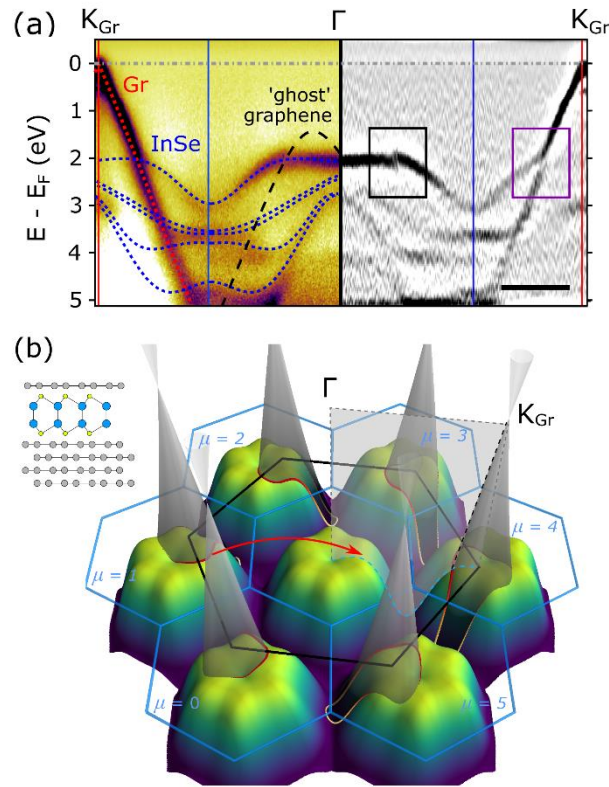 K_Gr Γ K_Gr
(a)
0
Gr
'ghost'
graphene
1
InSe
2
3
4
5
E - E_F (eV)
(b)
Γ
K_Gr
μ = 2
μ = 3
μ = 4
μ = 1
μ = 0
μ = 5